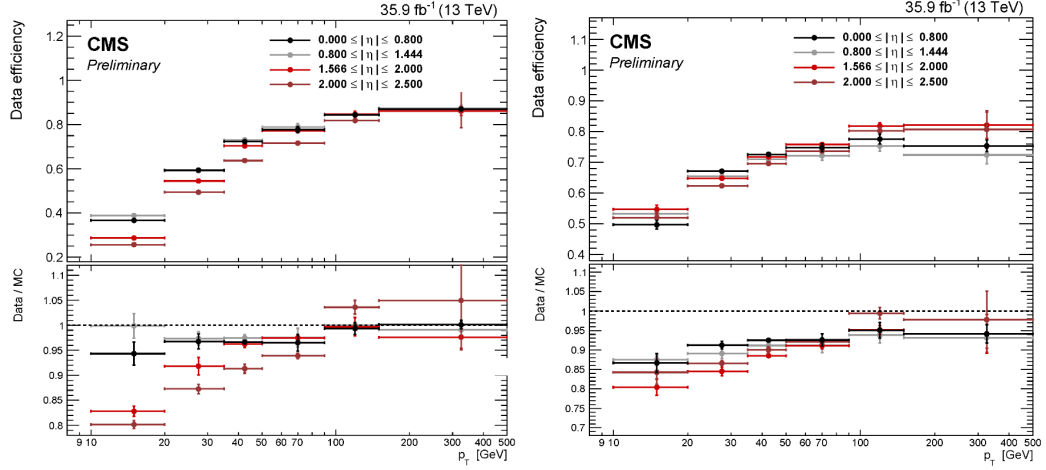 35.9 fb⁻¹ (13 TeV)
CMS
Preliminary
0.000 ≤ |η| ≤ 0.800
0.800 ≤ |η| ≤ 1.444
1.566 ≤ |η| ≤ 2.000
2.000 ≤ |η| ≤ 2.500
Data efficiency
1.2
1
0.8
0.6
0.4
0.2
Data / MC
1.1
1.05
1
0.95
0.9
0.85
0.8
9 10 20 30 40 50 60 70 100 200 300 400 500
p_T [GeV]
35.9 fb⁻¹ (13 TeV)
CMS
Preliminary
0.000 ≤ |η| ≤ 0.800
0.800 ≤ |η| ≤ 1.444
1.566 ≤ |η| ≤ 2.000
2.000 ≤ |η| ≤ 2.500
Data efficiency
1.1
1
0.9
0.8
0.7
0.6
0.5
0.4
Data / MC
1.1
1.05
1
0.95
0.9
0.85
0.8
0.75
0.7
9 10 20 30 40 50 60 70 100 200 300 400 500
p_T [GeV]